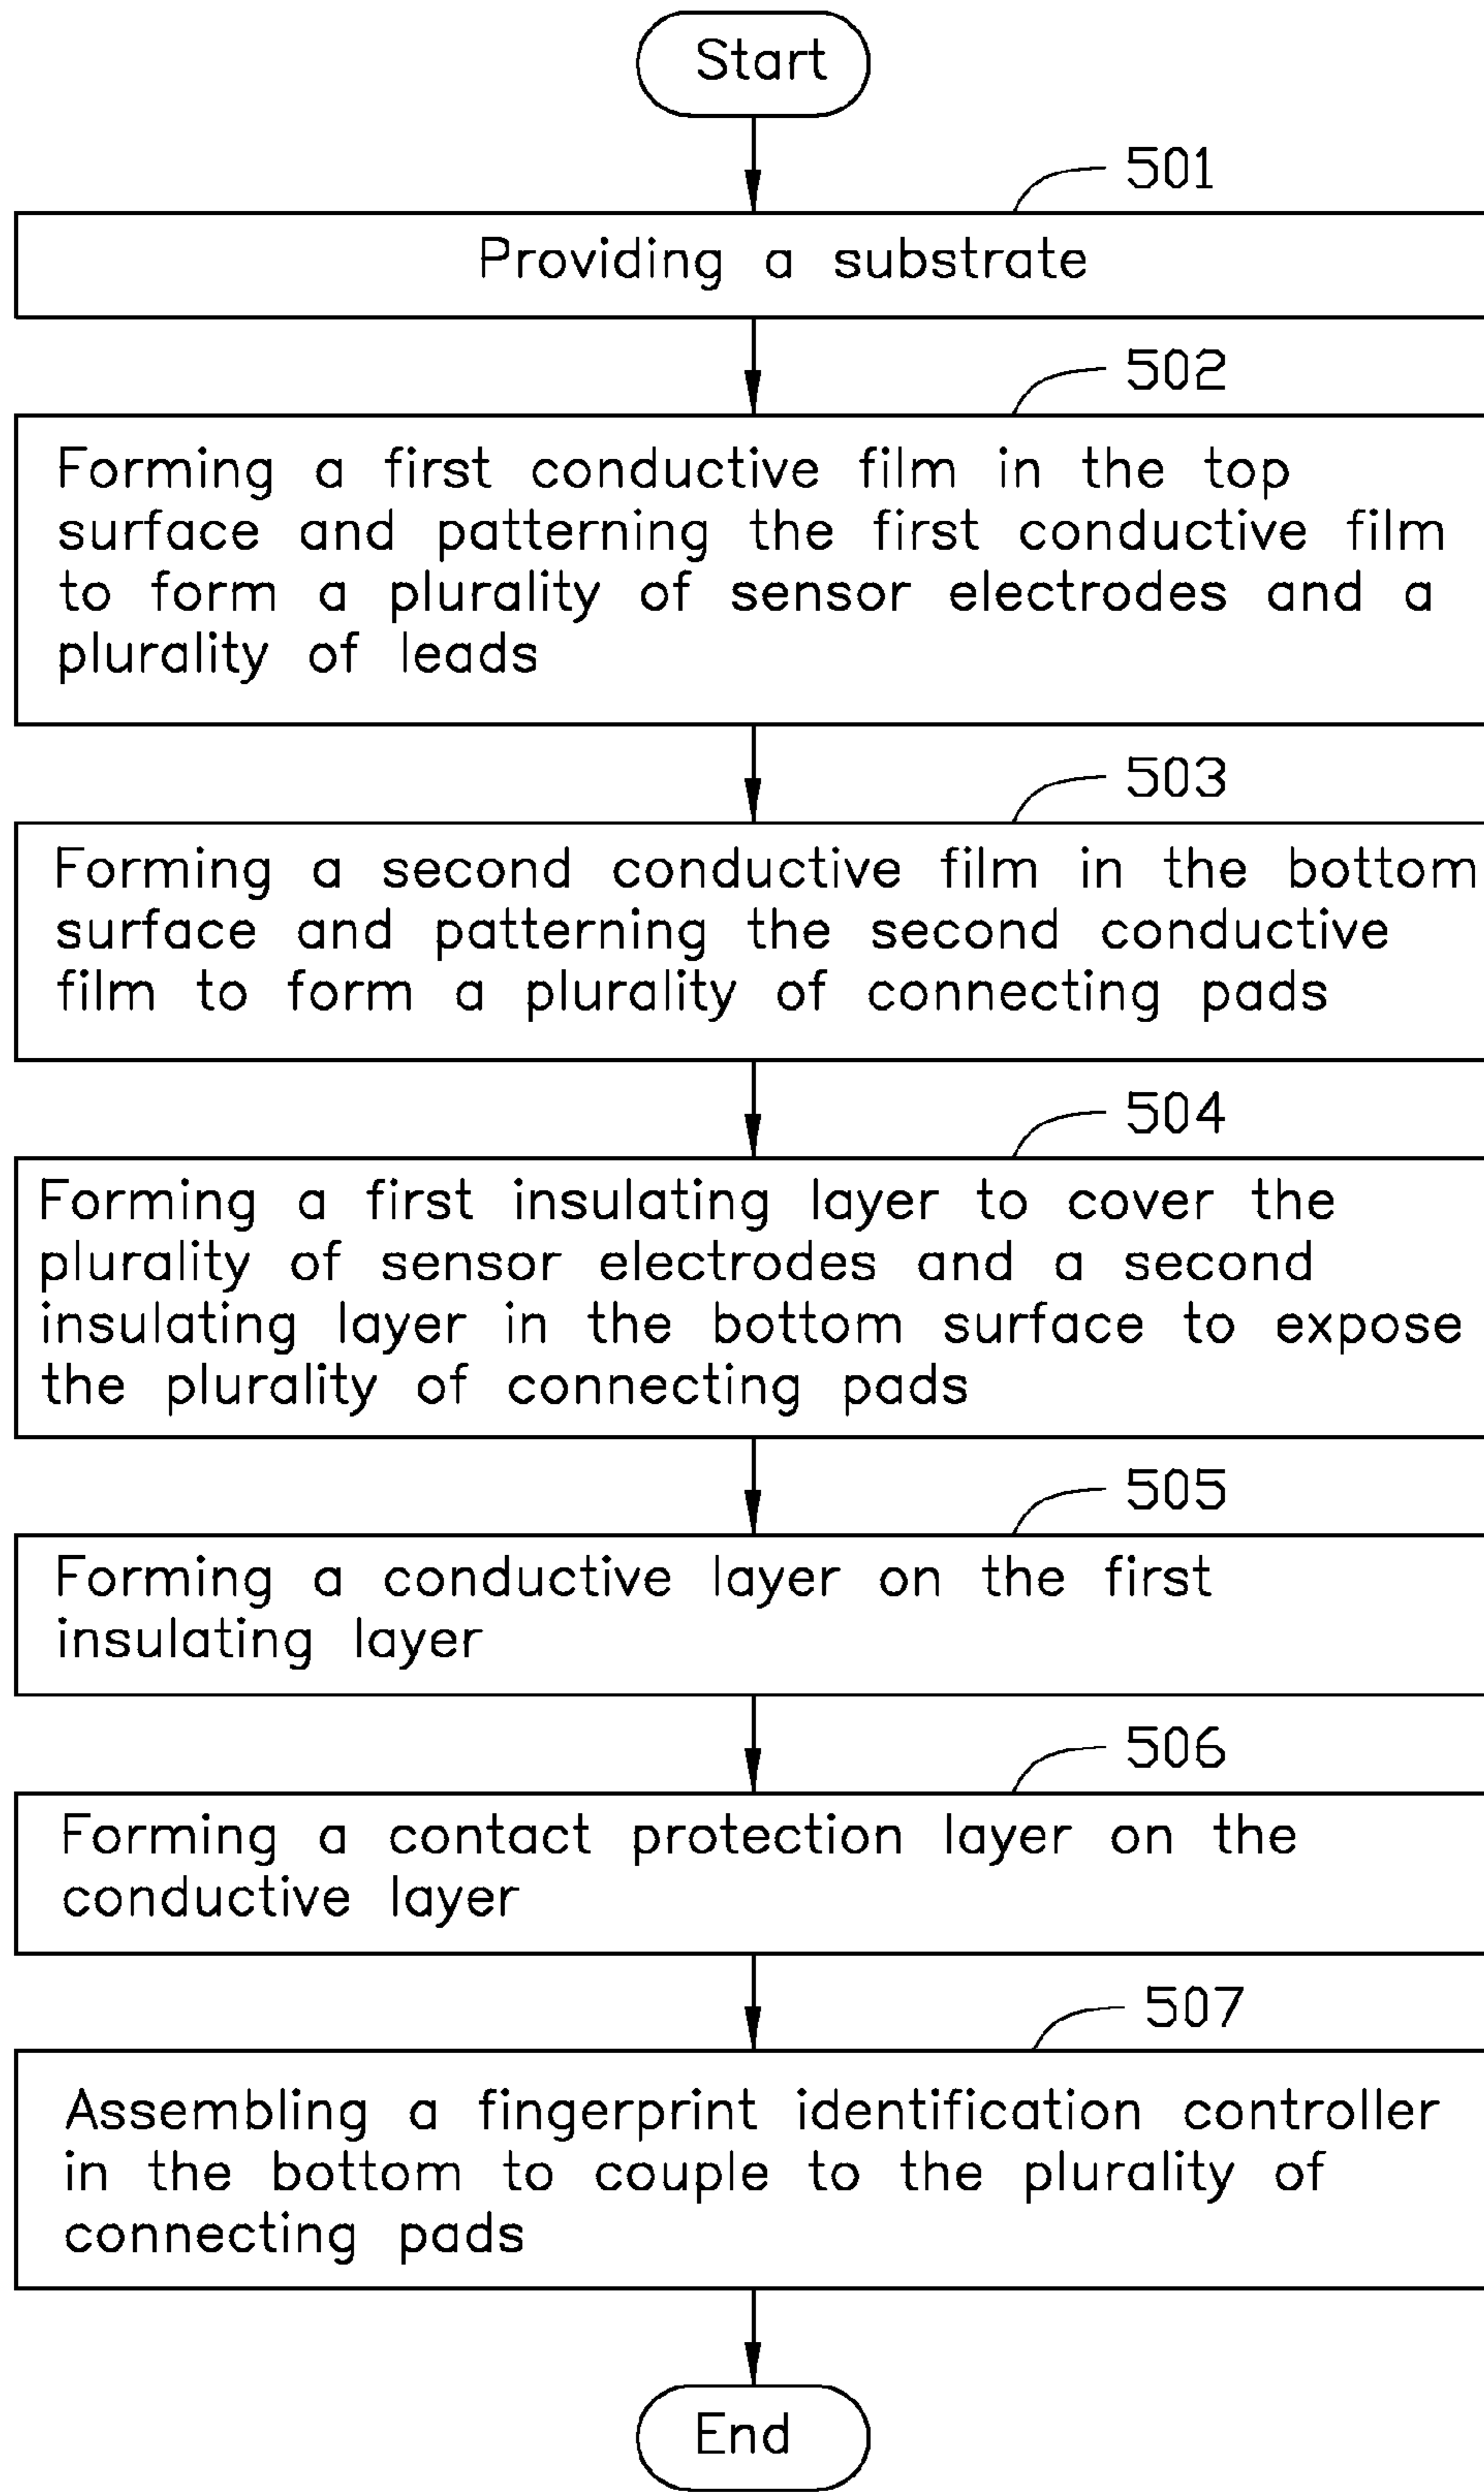 Start
501
Providing a substrate
502
Forming a first conductive film in the top
surface and patterning the first conductive film
to form a plurality of sensor electrodes and a
plurality of leads
503
Forming a second conductive film in the bottom
surface and patterning the second conductive
film to form a plurality of connecting pads
504
Forming a first insulating layer to cover the
plurality of sensor electrodes and a second
insulating layer in the bottom surface to expose
the plurality of connecting pads
505
Forming a conductive layer on the first
insulating layer
506
Forming a contact protection layer on the
conductive layer
507
Assembling a fingerprint identification controller
in the bottom to couple to the plurality of
connecting pads
End